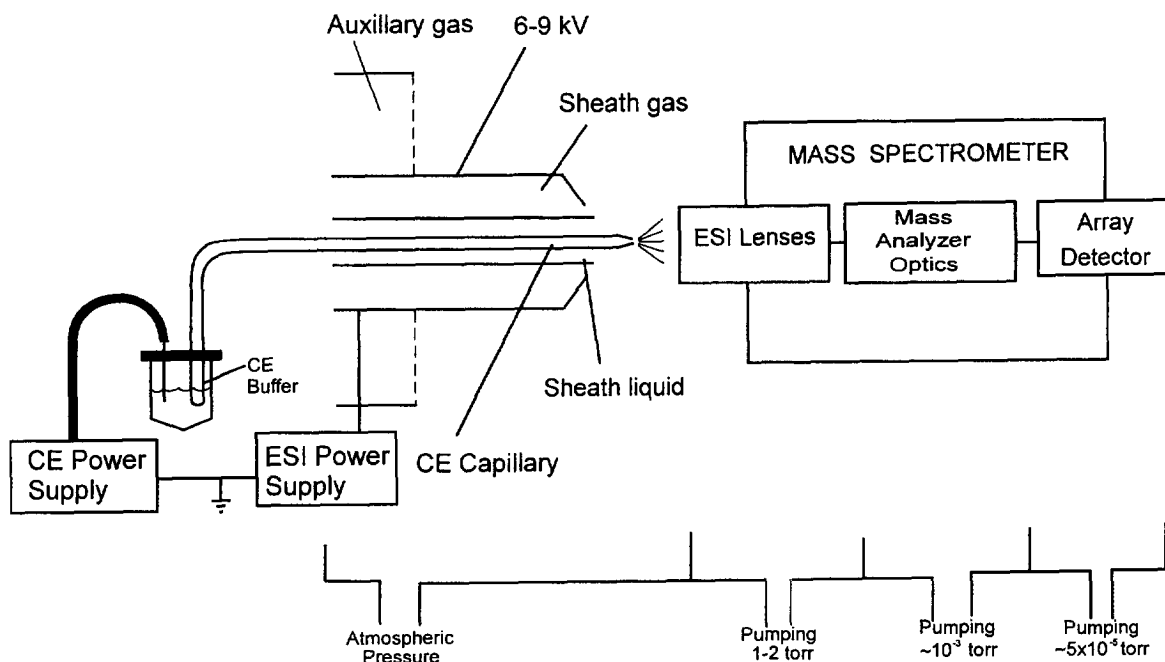 Auxillary gas
6-9 kV
Sheath gas
MASS SPECTROMETER
ESI Lenses
Mass
Analyzer
Optics
Array
Detector
CE
Buffer
Sheath liquid
CE Power
Supply
ESI Power
Supply
CE Capillary
Atmospheric
Pressure
Pumping
1-2 torr
Pumping
~10⁻³ torr
Pumping
~5x10⁻⁵ torr